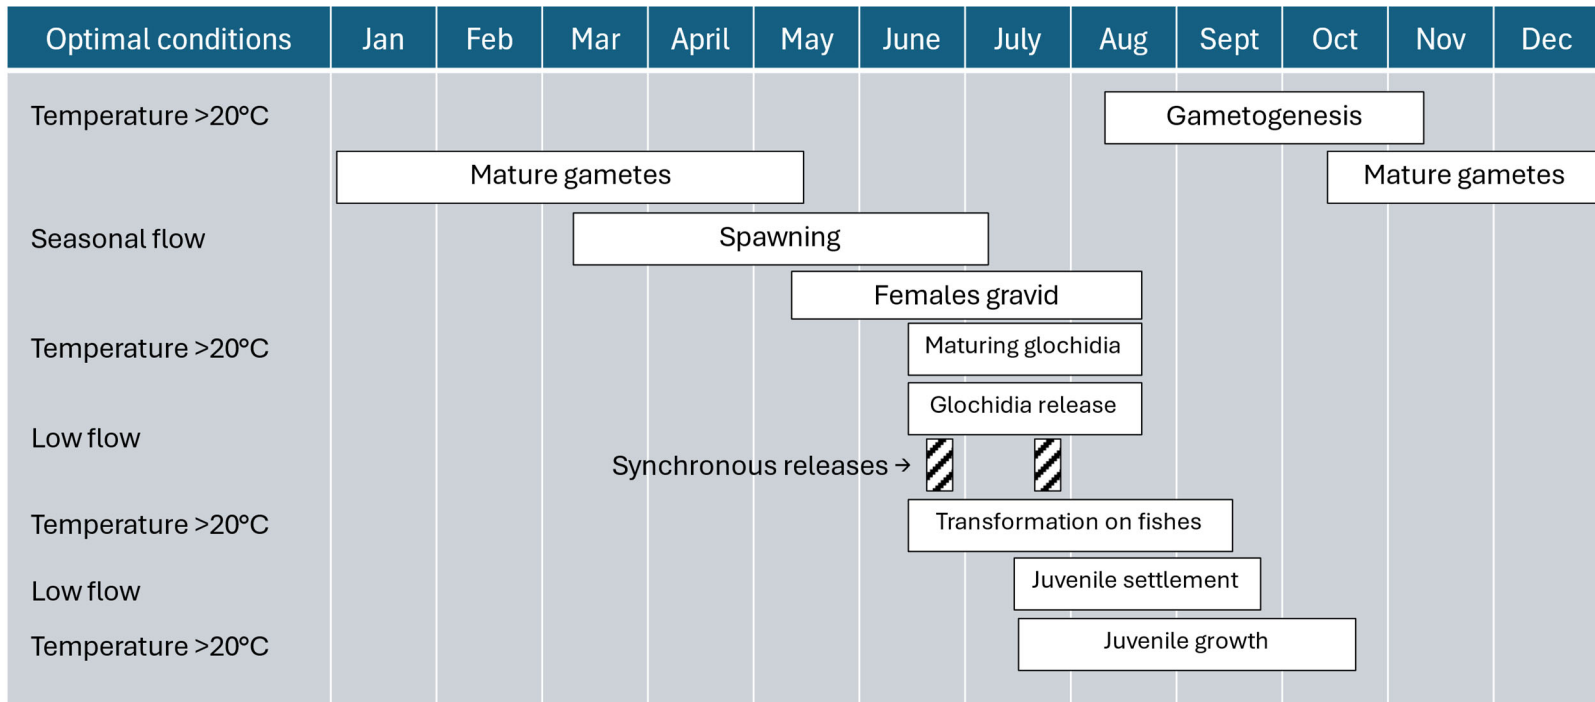 Optimal conditions Jan Feb Mar April May June July Aug Sept Oct Nov Dec
Temperature >20°C Gametogenesis
Mature gametes Mature gametes
Seasonal flow Spawning
Females gravid
Temperature >20°C Maturing glochidia
Glochidia release
Low flow
Synchronous releases →
Temperature >20°C Transformation on fishes
Low flow Juvenile settlement
Temperature >20°C Juvenile growth